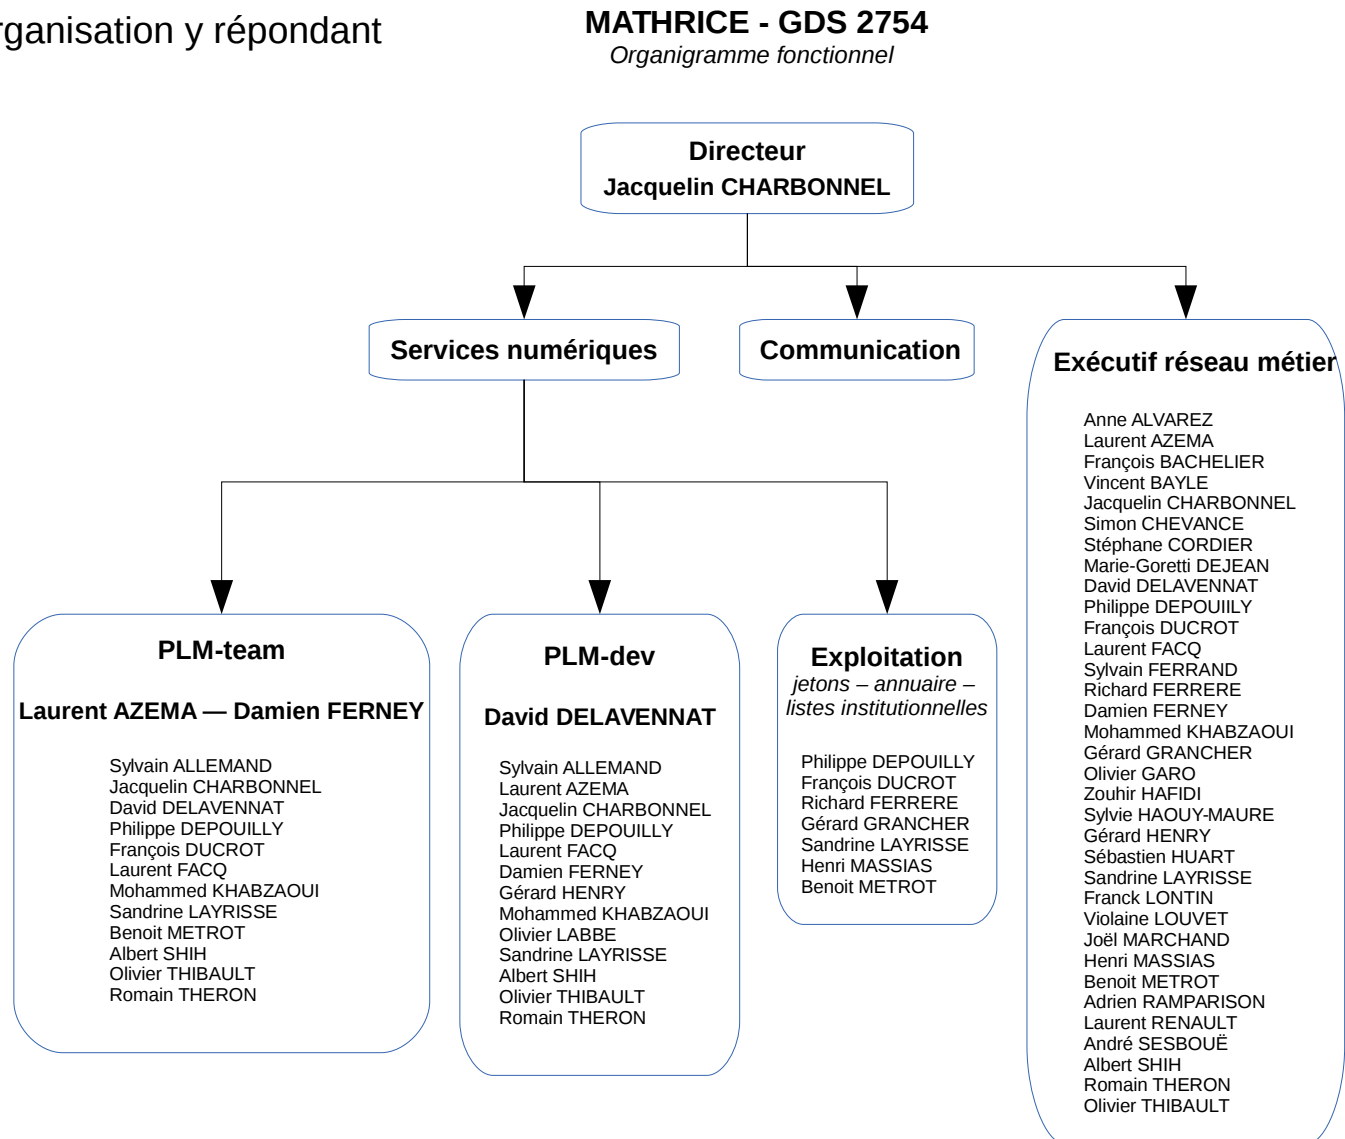 rganisation y répondant
MATHRICE - GDS 2754
Organigramme fonctionnel
Directeur
Jacquelin CHARBONNEL
Services numériques
Communication
Exécutif réseau métier
Anne ALVAREZ
Laurent AZEMA
François BACHELIER
Vincent BAYLE
Jacquelin CHARBONNEL
Simon CHEVANCE
Stéphane CORDIER
Marie-Goretti DEJEAN
David DELAVENNAT
Philippe DEPOUIILY
François DUCROT
Laurent FACQ
Sylvain FERRAND
Richard FERRERE
Damien FERNEY
Mohammed KHABZAOUI
Gérard GRANCHER
Olivier GARO
Zouhir HAFIDI
Sylvie HAOUY-MAURE
Gérard HENRY
Sébastien HUART
Sandrine LAYRISSE
Franck LONTIN
Violaine LOUVET
Joël MARCHAND
Henri MASSIAS
Benoit METROT
Adrien RAMPARISON
Laurent RENAULT
André SESBOUË
Albert SHIH
Romain THERON
Olivier THIBAULT
PLM-team
Laurent AZEMA — Damien FERNEY
Sylvain ALLEMAND
Jacquelin CHARBONNEL
David DELAVENNAT
Philippe DEPOUILLY
François DUCROT
Laurent FACQ
Mohammed KHABZAOUI
Sandrine LAYRISSE
Benoit METROT
Albert SHIH
Olivier THIBAULT
Romain THERON
PLM-dev
David DELAVENNAT
Sylvain ALLEMAND
Laurent AZEMA
Jacquelin CHARBONNEL
Philippe DEPOUILLY
Laurent FACQ
Damien FERNEY
Gérard HENRY
Mohammed KHABZAOUI
Olivier LABBE
Sandrine LAYRISSE
Albert SHIH
Olivier THIBAULT
Romain THERON
Exploitation
jetons – annuaire –
listes institutionnelles
Philippe DEPOUILLY
François DUCROT
Richard FERRERE
Gérard GRANCHER
Sandrine LAYRISSE
Henri MASSIAS
Benoit METROT